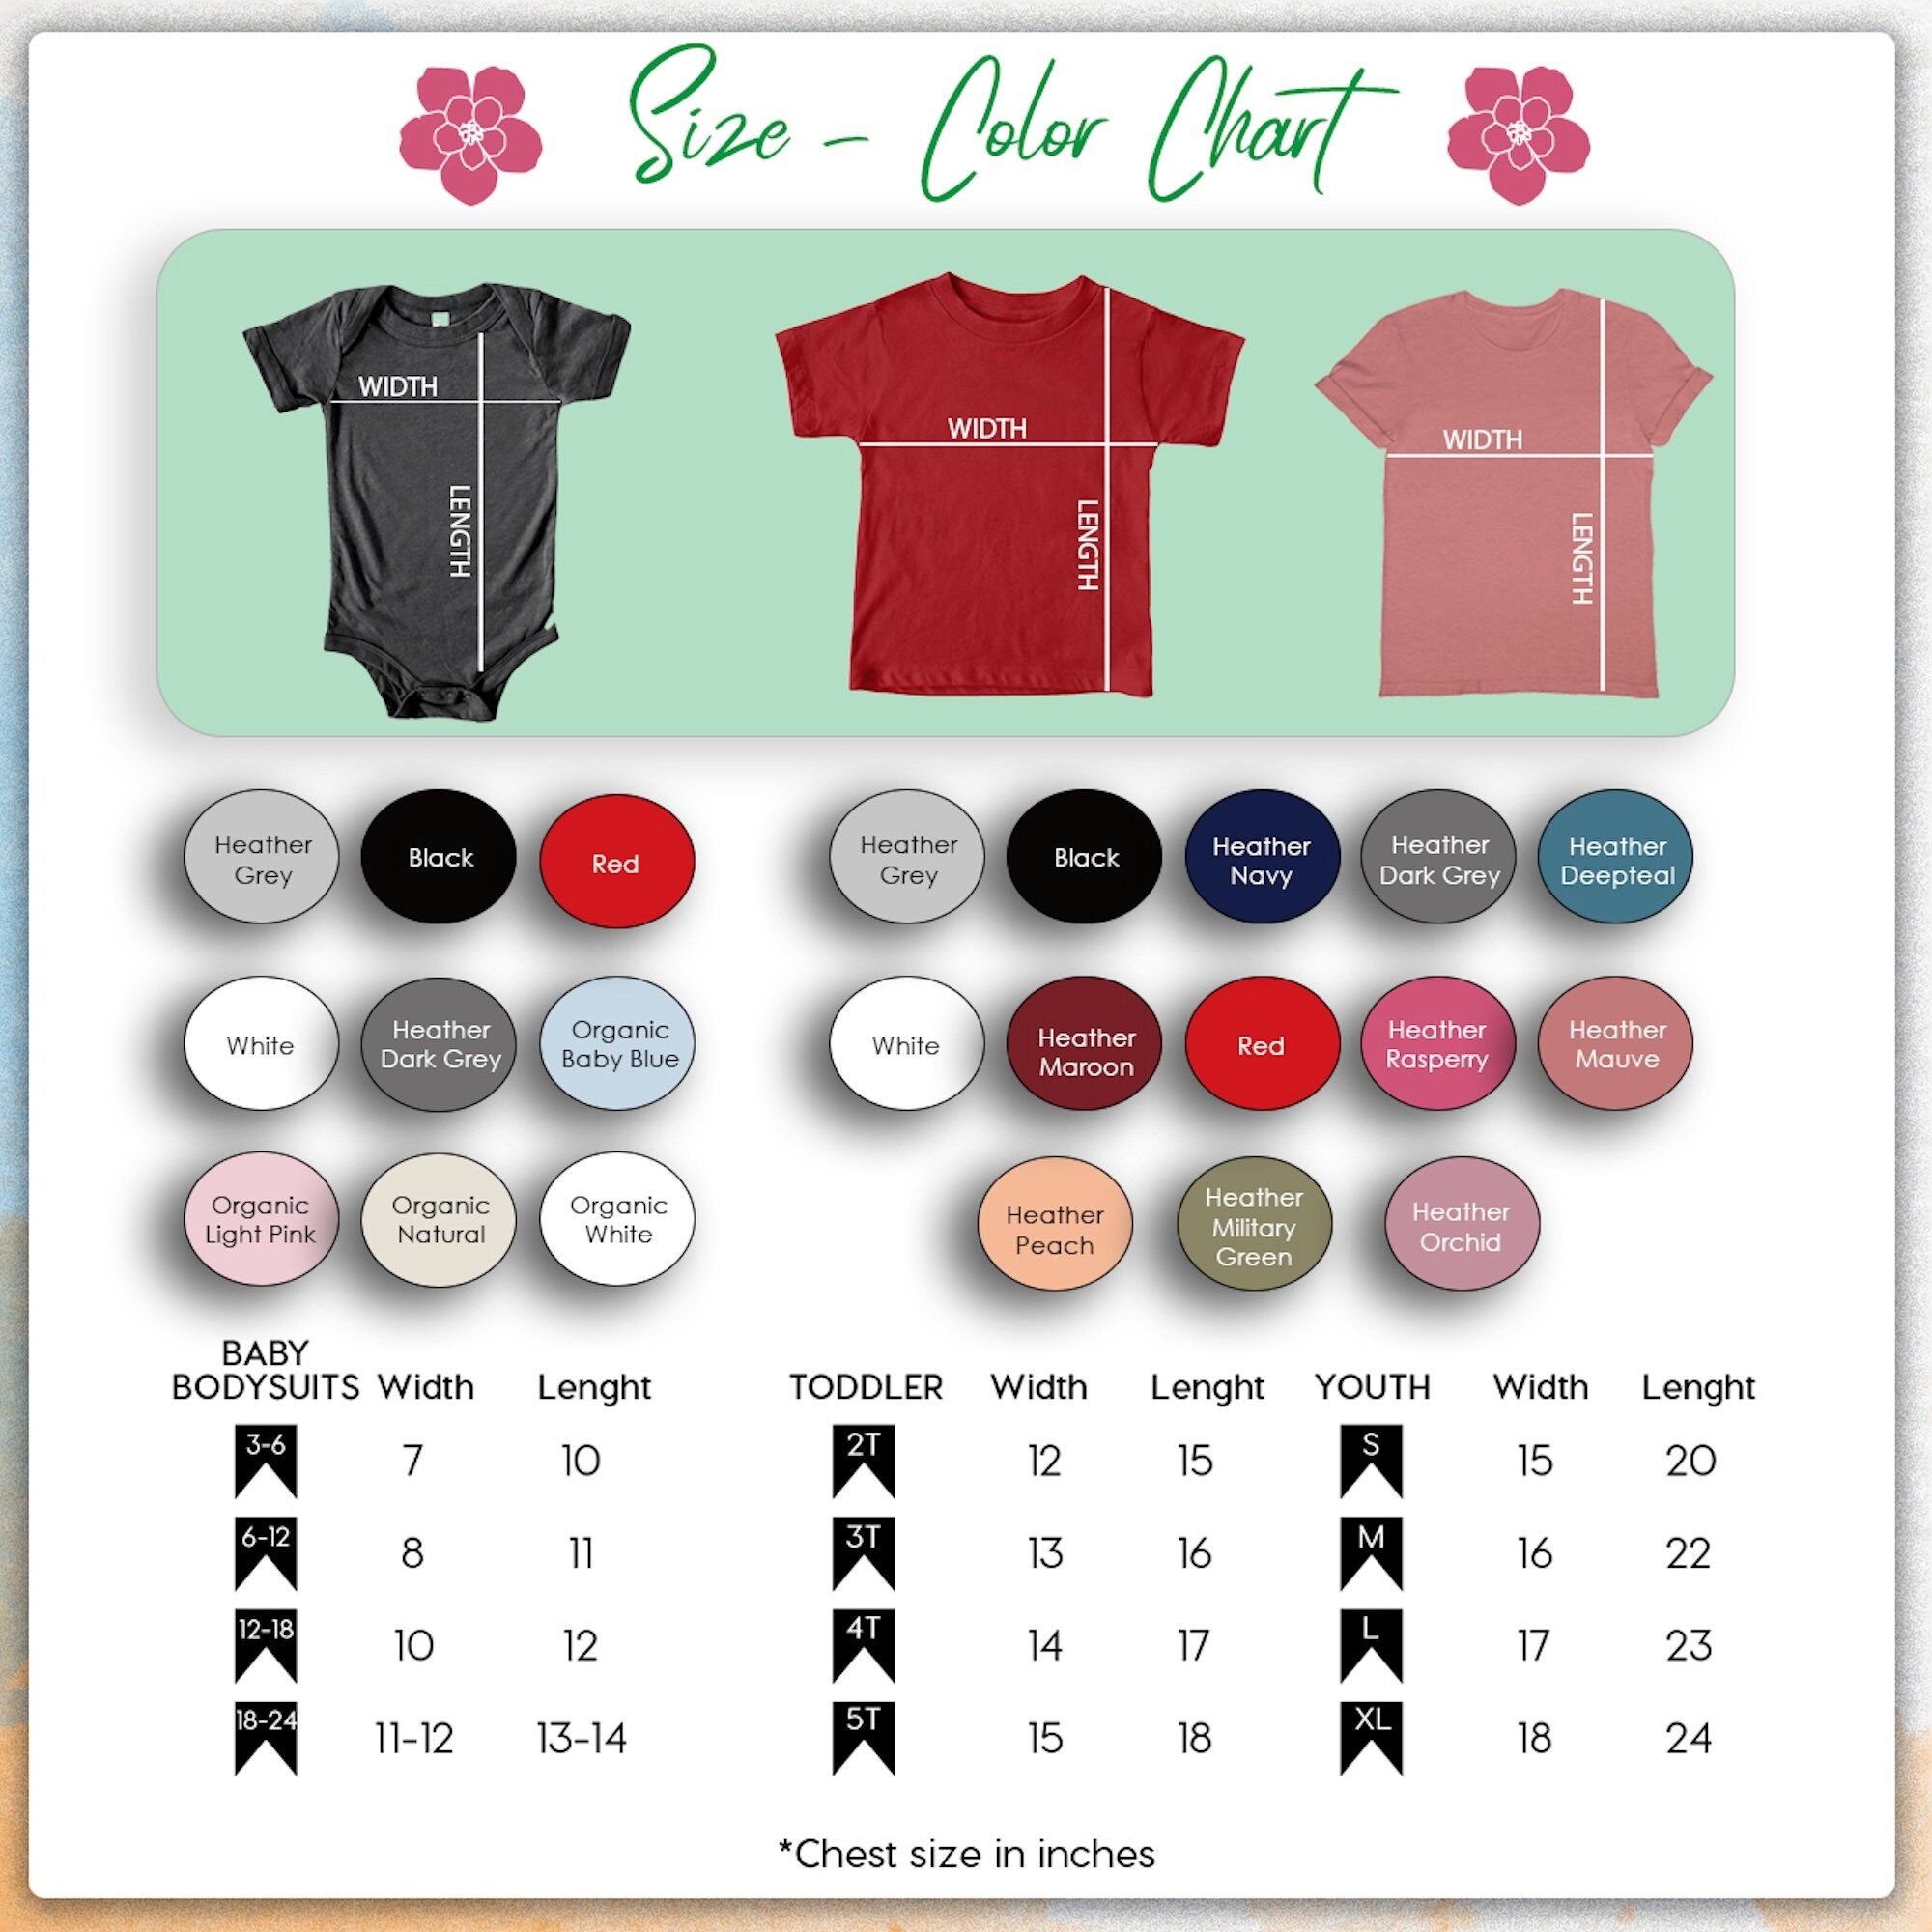 Size - Color Chart
WIDTH
LENGTH
WIDTH
LENGTH
WIDTH
LENGTH
Heather
Grey
Black
Red
White
Heather
Dark Grey
Organic
Baby Blue
Organic
Light Pink
Organic
Natural
Organic
White
Heather
Grey
Black
Heather
Navy
Heather
Dark Grey
Heather
Deepteal
White
Heather
Maroon
Red
Heather
Rasperry
Heather
Mauve
Heather
Peach
Heather
Military
Green
Heather
Orchid
BABY
BODYSUITS Width Lenght
3-6 7 10
6-12 8 11
12-18 10 12
18-24 11-12 13-14
TODDLER Width Lenght
2T 12 15
3T 13 16
4T 14 17
5T 15 18
YOUTH Width Lenght
S 15 20
M 16 22
L 17 23
XL 18 24
*Chest size in inches